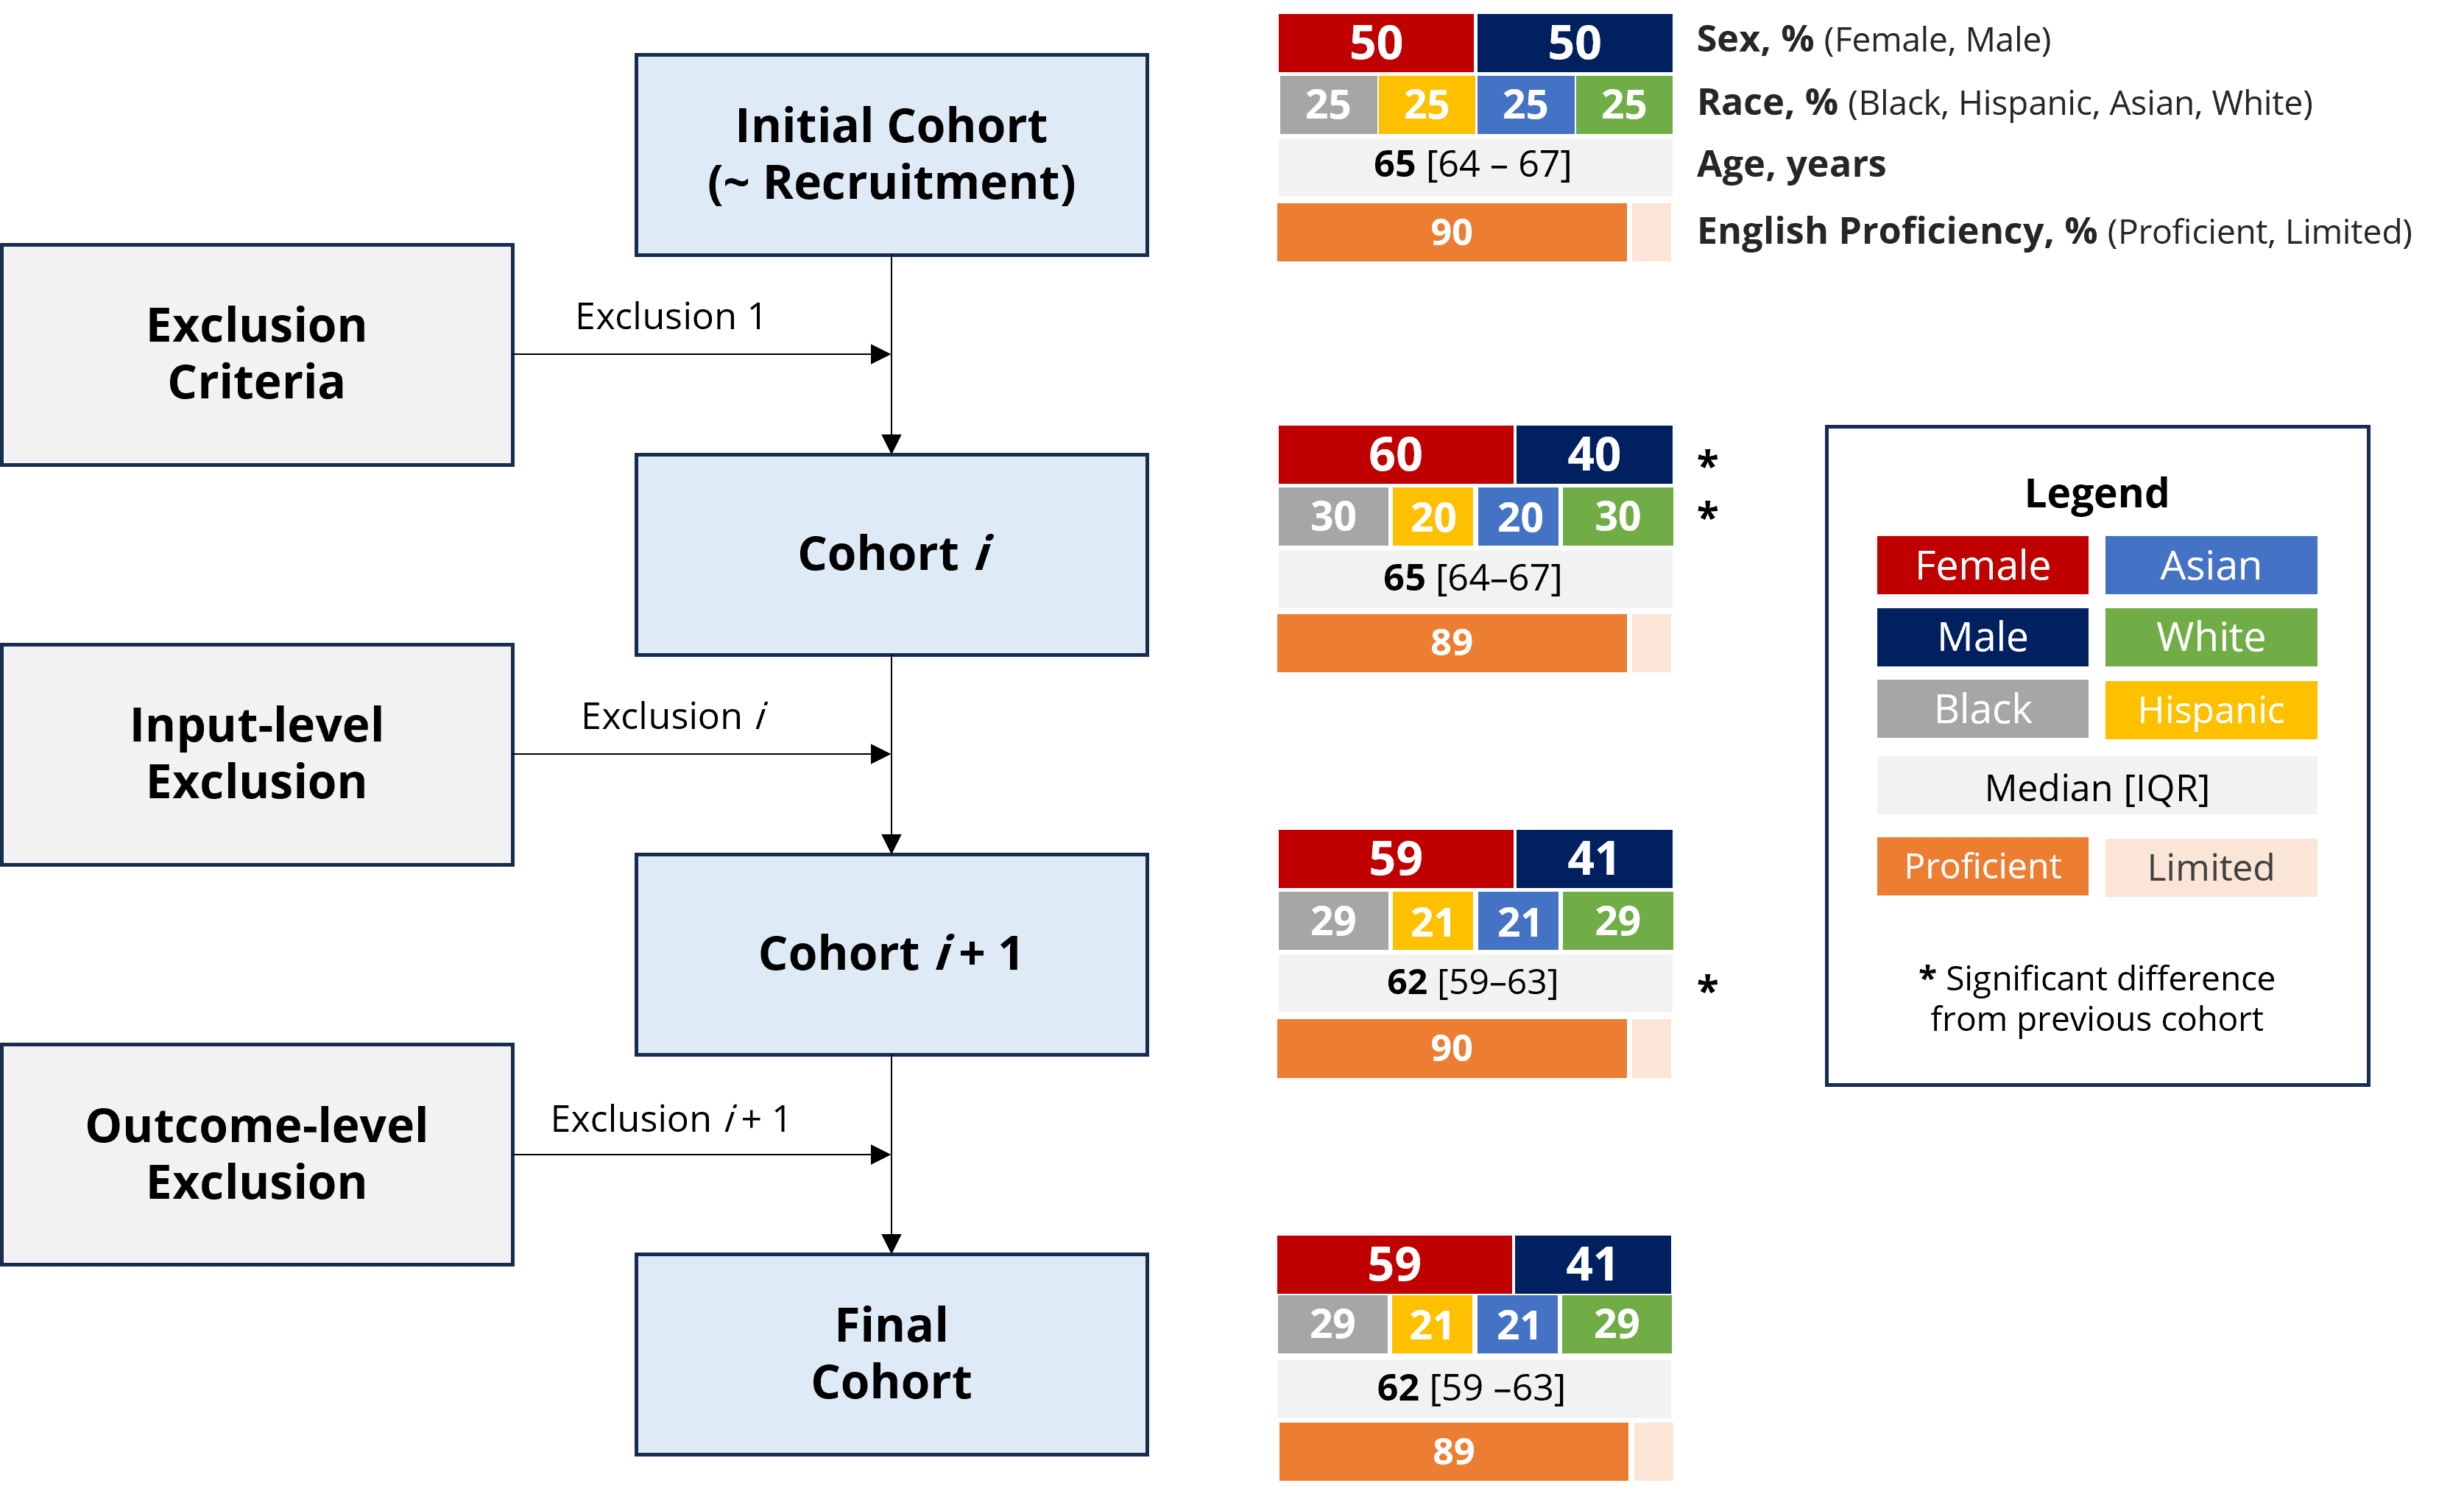 Initial Cohort
(~ Recruitment)
50 50
Sex, % (Female, Male)
25 25 25 25
Race, % (Black, Hispanic, Asian, White)
65 [64 – 67]
Age, years
90
English Proficiency, % (Proficient, Limited)
Exclusion
Criteria
Exclusion 1
Cohort i
60 40 *
30 20 20 30 *
65 [64–67]
89
Input-level
Exclusion
Exclusion i
Cohort i + 1
59 41
29 21 21 29
62 [59–63] *
90
Outcome-level
Exclusion
Exclusion i + 1
Final
Cohort
59 41
29 21 21 29
62 [59 –63]
89
Legend
Female Asian
Male White
Black Hispanic
Median [IQR]
Proficient Limited
* Significant difference
from previous cohort